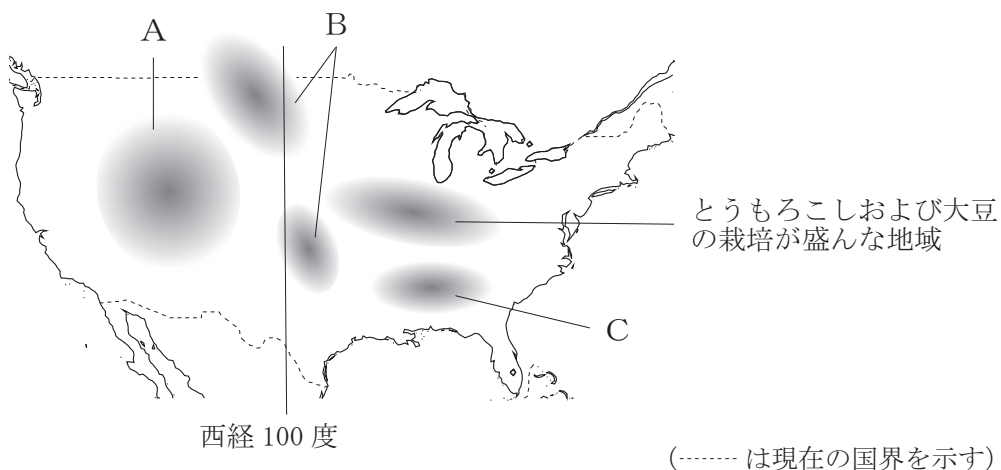 A
B
とうもろこしおよび大豆
の栽培が盛んな地域
C
西経 100 度
(-------- は現在の国界を示す)